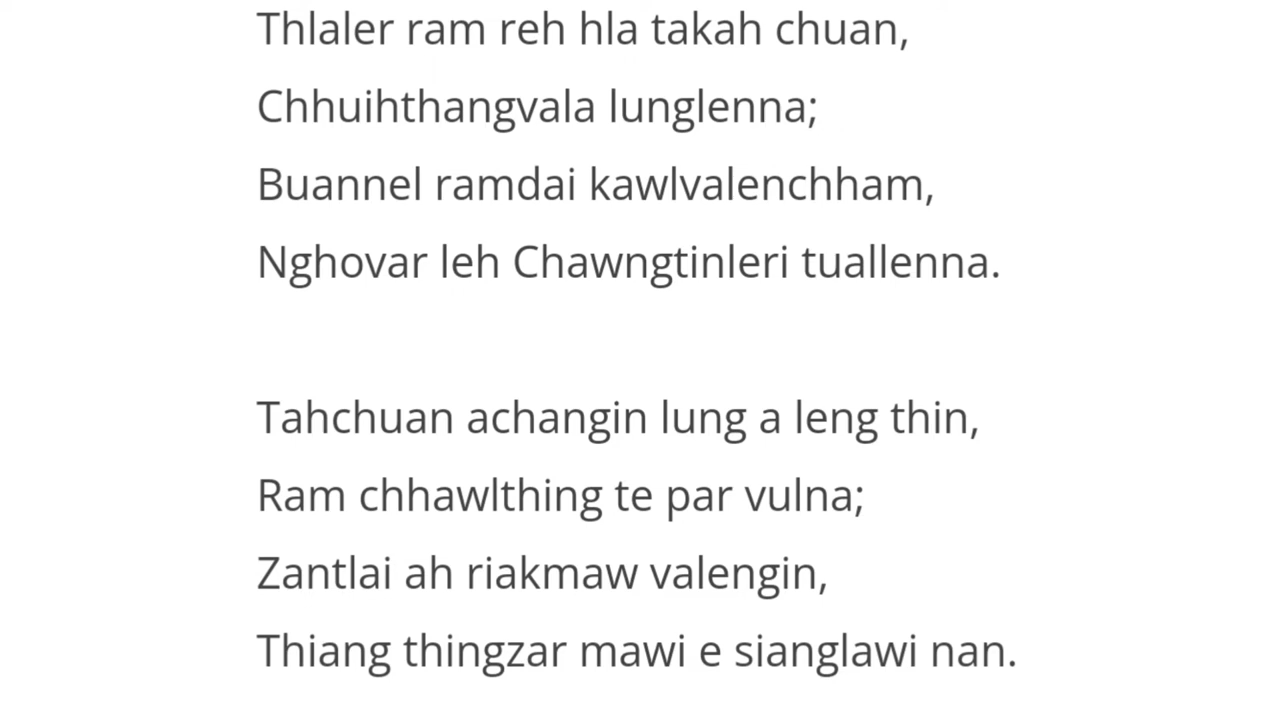 Thlaler ram reh hla takah chuan,
Chhuihthangvala lunglenna;
Buannel ramdai kawlvalenchham,
Nghovar leh Chawngtinleri tuallenna.
Tahchuan achangin lung a leng thin,
Ram chhawlthing te par vulna;
Zantlai ah riakmaw valengin,
Thiang thingzar mawi e sianglawi nan.